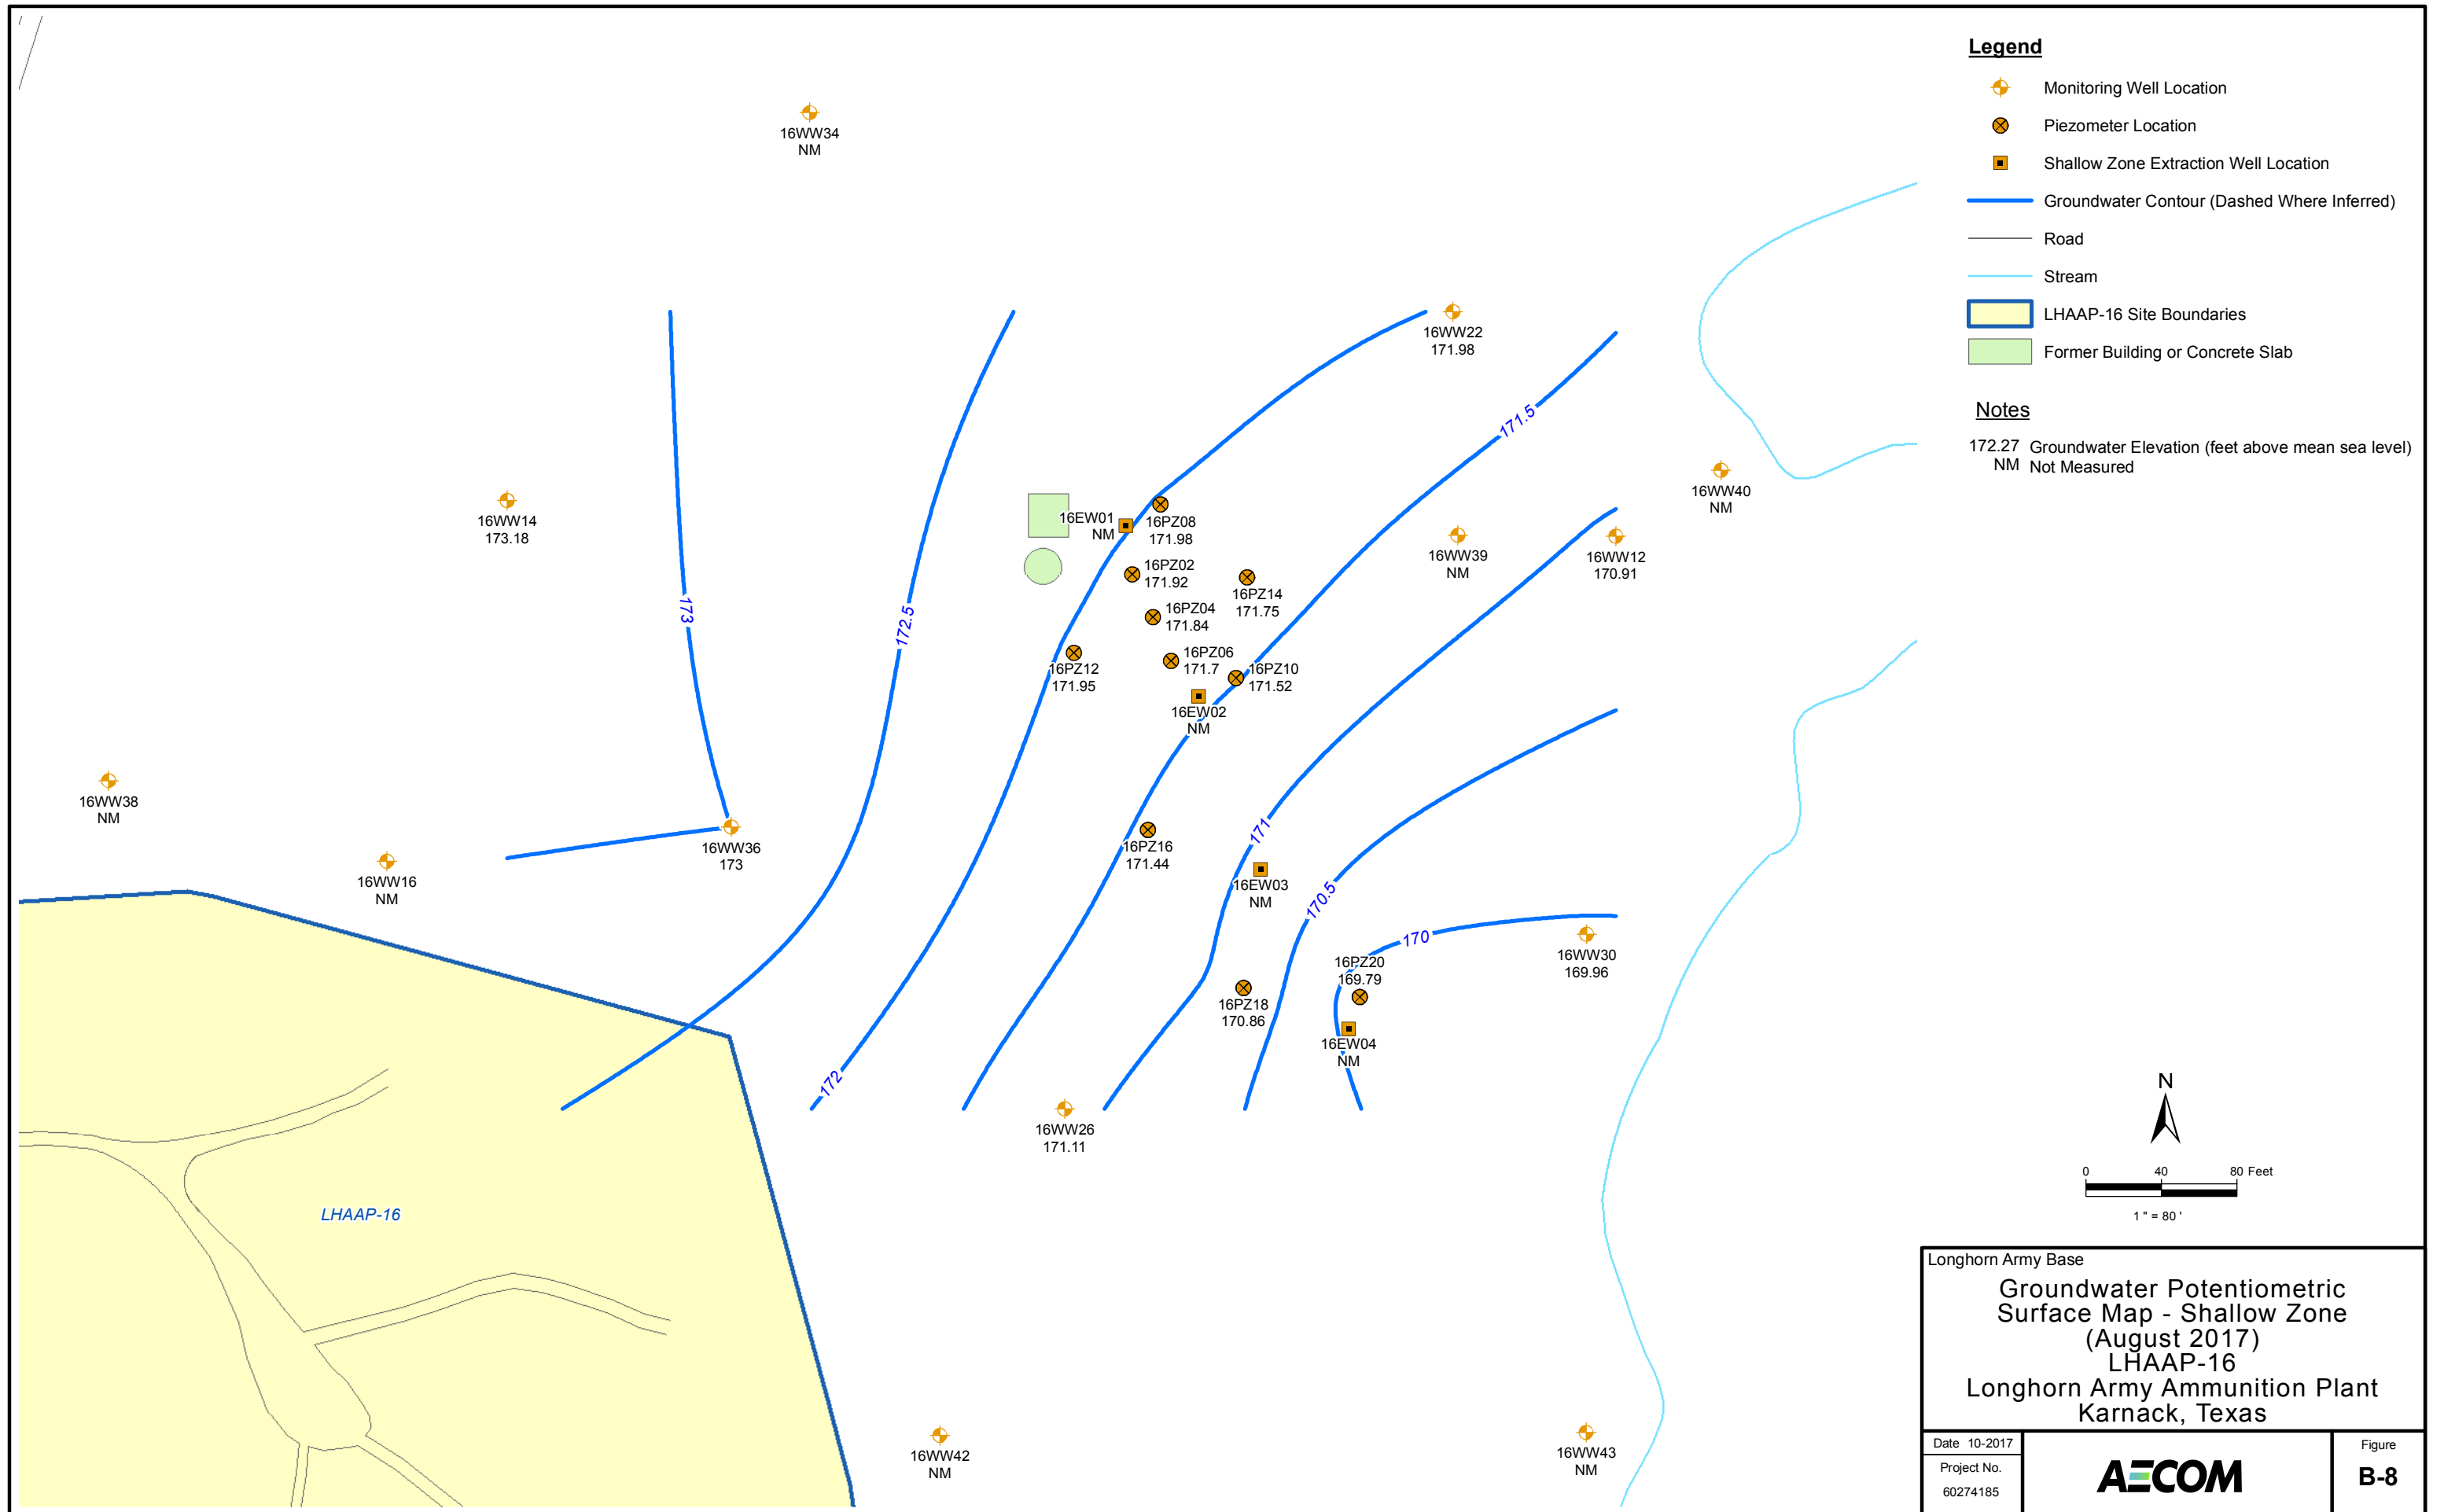 Legend
Monitoring Well Location
Piezometer Location
Shallow Zone Extraction Well Location
Groundwater Contour (Dashed Where Inferred)
Road
Stream
LHAAP-16 Site Boundaries
Former Building or Concrete Slab
Notes
172.27 Groundwater Elevation (feet above mean sea level)
NM Not Measured
16WW34
NM
16WW22
171.98
171.5
16WW14
173.18
16EW01
NM
16PZ08
171.98
16WW40
NM
16WW39
NM
16WW12
170.91
16PZ02
171.92
16PZ14
171.75
173
172.5
16PZ04
171.84
16PZ06
171.7
16PZ12
171.95
16PZ10
171.52
16EW02
NM
16WW38
NM
16WW36
173
16PZ16
171.44
171
16WW16
NM
16EW03
NM
170.5
170
16WW30
169.96
16PZ20
169.79
16PZ18
170.86
16EW04
NM
172
16WW26
171.11
LHAAP-16
16WW42
NM
16WW43
NM
N
0 40 80 Feet
1 " = 80 '
Longhorn Army Base
Groundwater Potentiometric
Surface Map - Shallow Zone
(August 2017)
LHAAP-16
Longhorn Army Ammunition Plant
Karnack, Texas
Date 10-2017
Project No.
60274185
AECOM
Figure
B-8